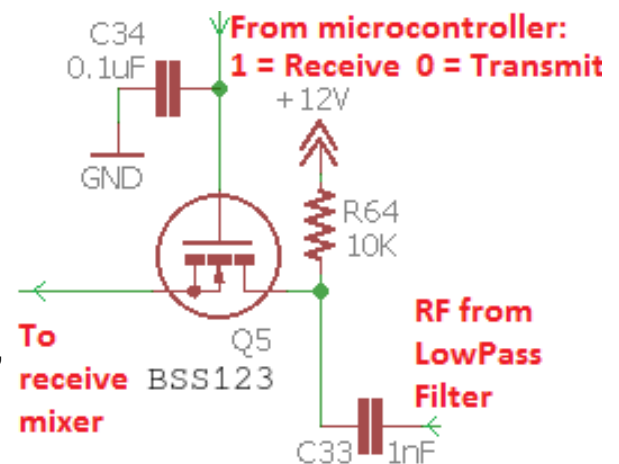 C34
0.1uF
From microcontroller:
1 = Receive 0 = Transmit
+12V
GND
R64
10K
Q5
BSS123
To
receive
mixer
RF from
LowPass
Filter
C33
1nF